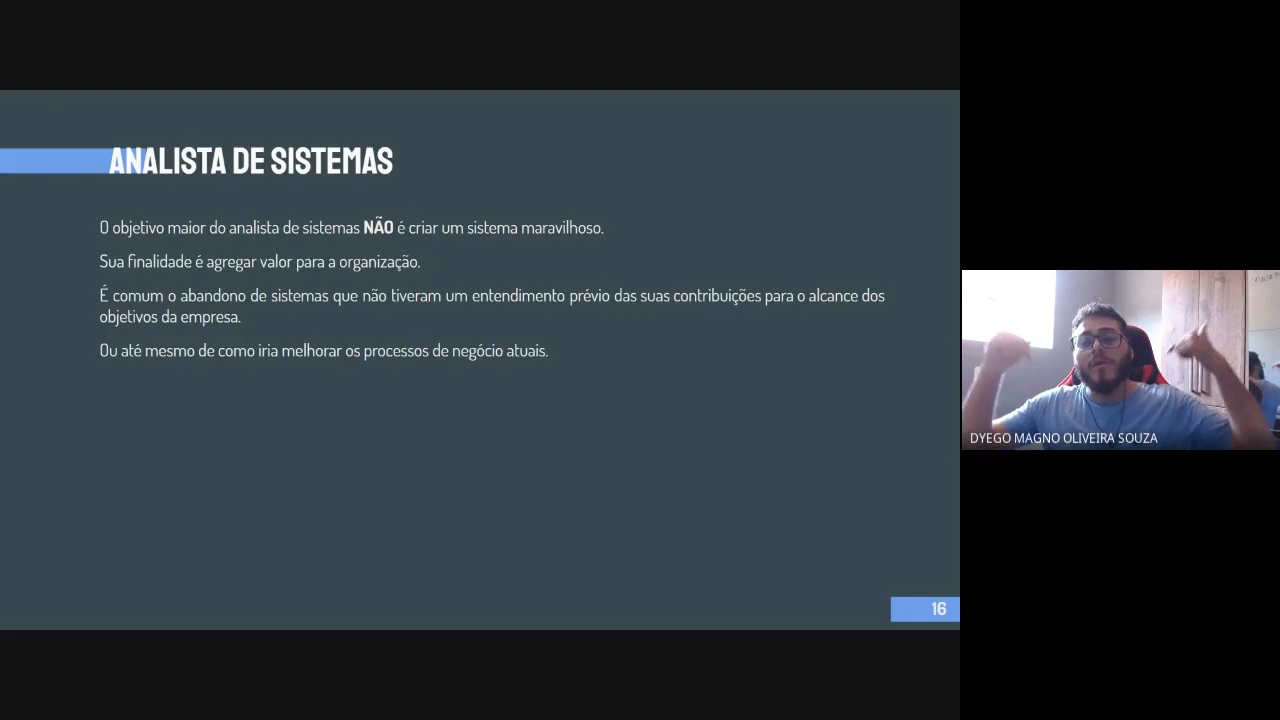 ANALISTA DE SISTEMAS
O objetivo maior do analista de sistemas NÃO é criar um sistema maravilhoso.
Sua finalidade é agregar valor para a organização.
É comum o abandono de sistemas que não tiveram um entendimento prévio das suas contribuições para o alcance dos
objetivos da empresa.
Ou até mesmo de como iria melhorar os processos de negócio atuais.
16
DYEGO MAGNO OLIVEIRA SOUZA